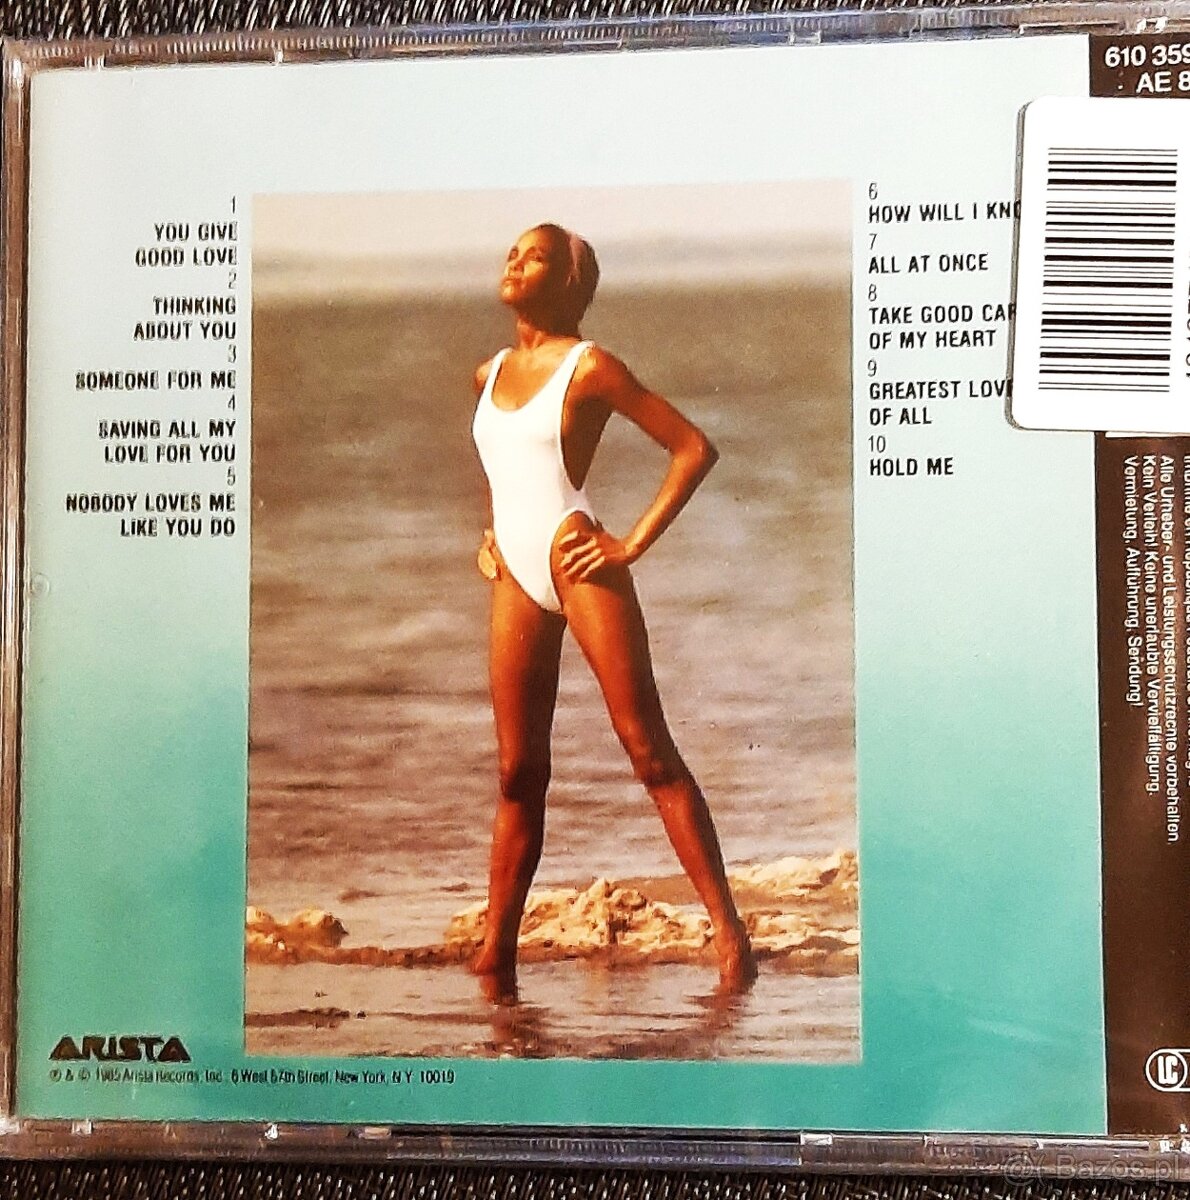 1
YOU GIVE
GOOD LOVE
2
THINKING
ABOUT YOU
3
SOMEONE FOR ME
4
SAVING ALL MY
LOVE FOR YOU
5
NOBODY LOVES ME
LIKE YOU DO
6
HOW WILL I KNO
7
ALL AT ONCE
8
TAKE GOOD CAR
OF MY HEART
9
GREATEST LOVE
OF ALL
10
HOLD ME
610 359
AE 8
Alle Urheber- und Leistungsschutzrechte vorbehalten.
Kein Verleih! Keine unerlaubte Vervielfältigung,
Vermietung, Aufführung, Sendung!
LC
ARISTA
℗ & © 1985 Arista Records, Inc., 6 West 57th Street, New York, N.Y. 10019
Bazos.pl